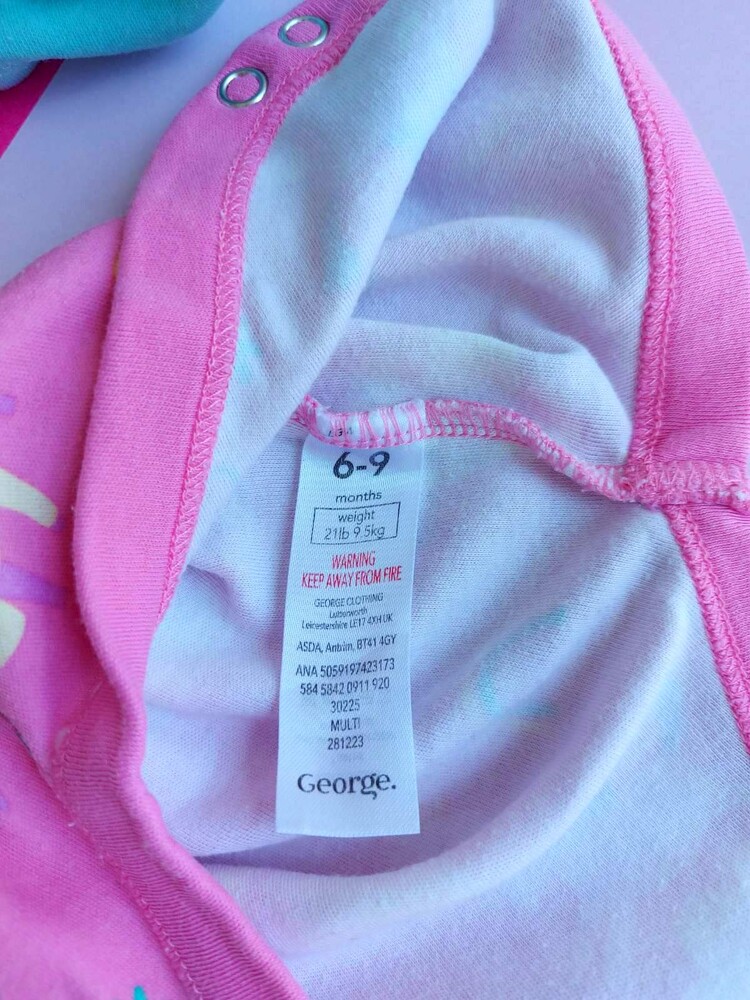 6-9
months
weight
21lb 9.5kg
WARNING
KEEP AWAY FROM FIRE
GEORGE CLOTHING
Lutterworth
Leicestershire LE17 4XH UK
ASDA, Antrim, BT41 4GY
ANA 5059197423173
584 5842 0911 920
30225
MULTI
281223
George.